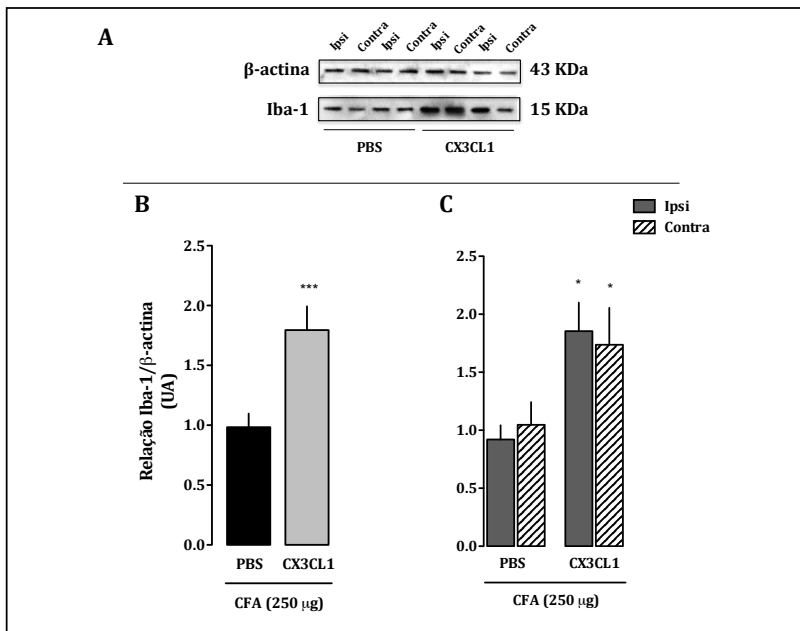 A
Ipsi Contra Ipsi Contra Ipsi Contra Ipsi Contra
β-actina 43 KDa
Iba-1 15 KDa
PBS CX3CL1
B
Relação Iba-1/β-actina
(UA)
2.5
2.0
1.5
1.0
0.5
0.0
***
PBS CX3CL1
CFA (250 µg)
C
Ipsi
Contra
2.5
2.0
1.5
1.0
0.5
0.0
* *
PBS CX3CL1
CFA (250 µg)